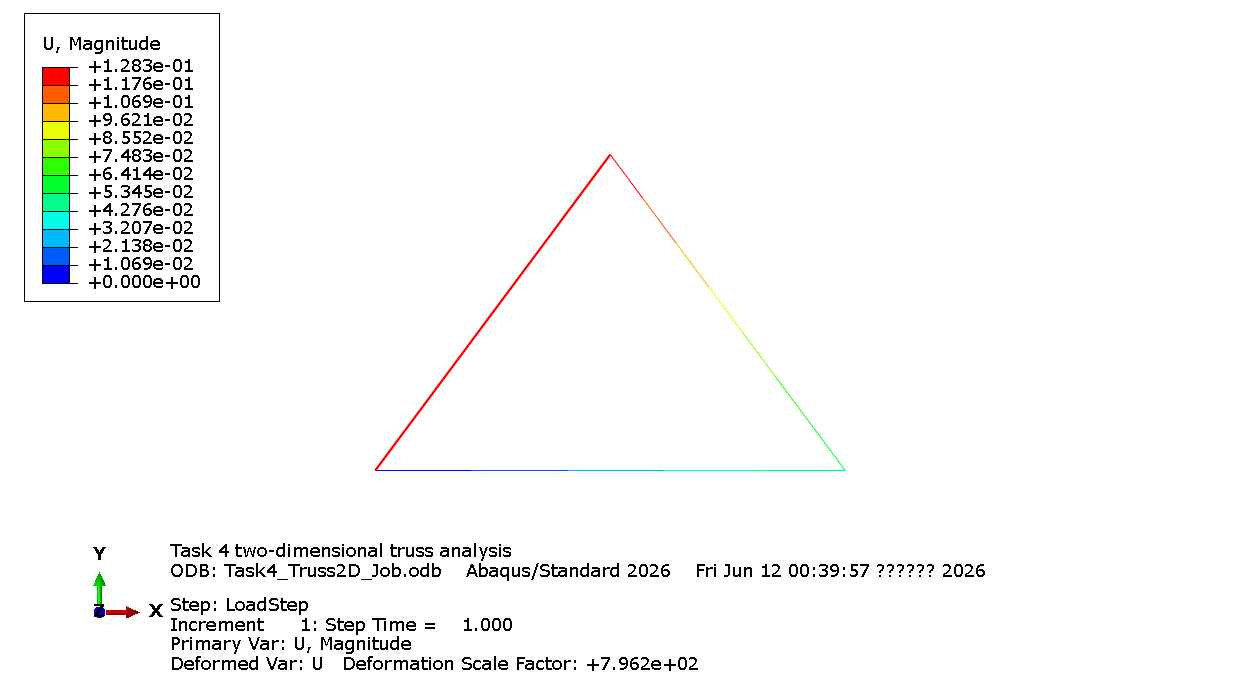 U, Magnitude
+1.283e-01
+1.176e-01
+1.069e-01
+9.621e-02
+8.552e-02
+7.483e-02
+6.414e-02
+5.345e-02
+4.276e-02
+3.207e-02
+2.138e-02
+1.069e-02
+0.000e+00
Task 4 two-dimensional truss analysis
ODB: Task4_Truss2D_Job.odb Abaqus/Standard 2026 Fri Jun 12 00:39:57 ?????? 2026
Y
Z X
Step: LoadStep
Increment 1: Step Time = 1.000
Primary Var: U, Magnitude
Deformed Var: U Deformation Scale Factor: +7.962e+02